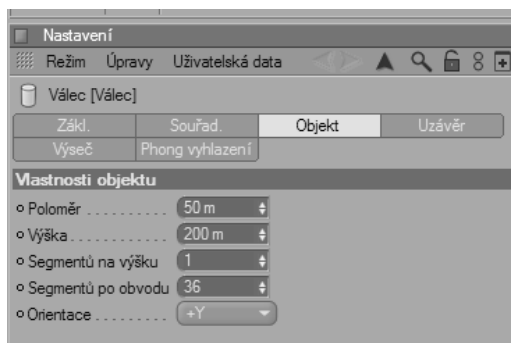 Nastavení
Režim Úpravy Uživatelská data
Válec [Válec]
Zákl. Souřad. Objekt Uzávěr
Výseč Phong vyhlazení
Vlastnosti objektu
Poloměr . . . . . . . . . . 50 m
Výška . . . . . . . . . . . . 200 m
Segmentů na výšku 1
Segmentů po obvodu 36
Orientace . . . . . . . . . +Y